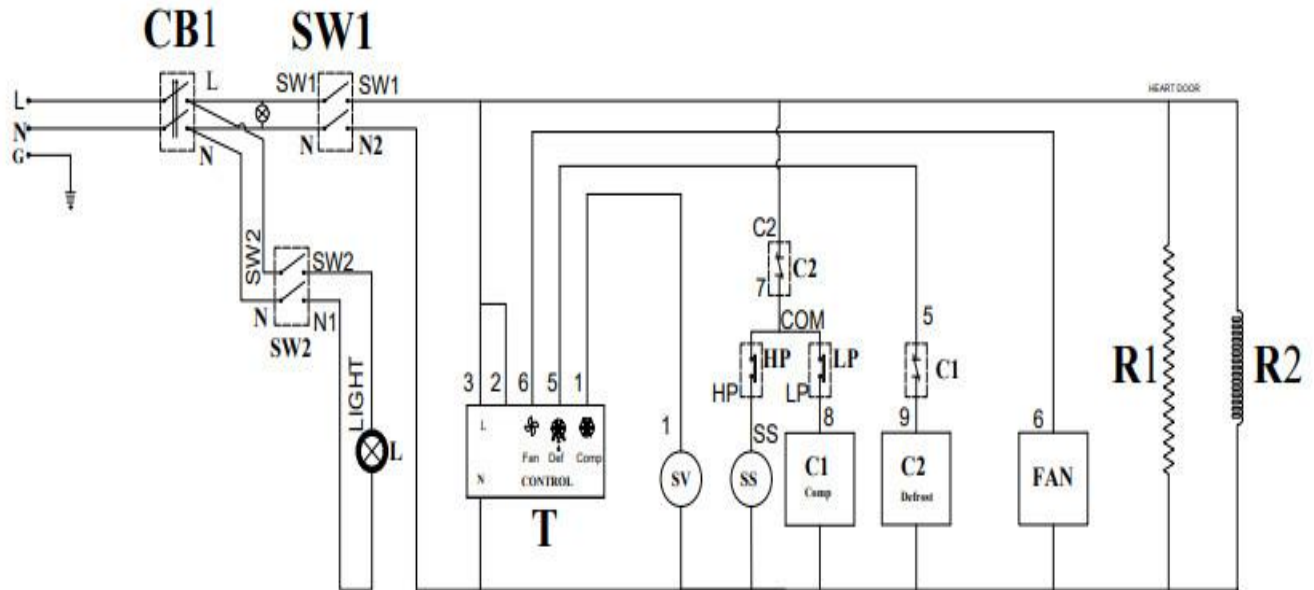 CB1 SW1
L SW1 SW1
L HEART DOOR
N
G N N N2
SW2
C2
SW2 C2
7
N N1 COM 5
SW2 HP LP C1 R1 R2
3 2 6 5 1 HP LP
LIGHT 1 SS 8 9 6
L
L
Fan Def Comp SV SS C1 C2 FAN
N CONTROL Comp Defrost
T